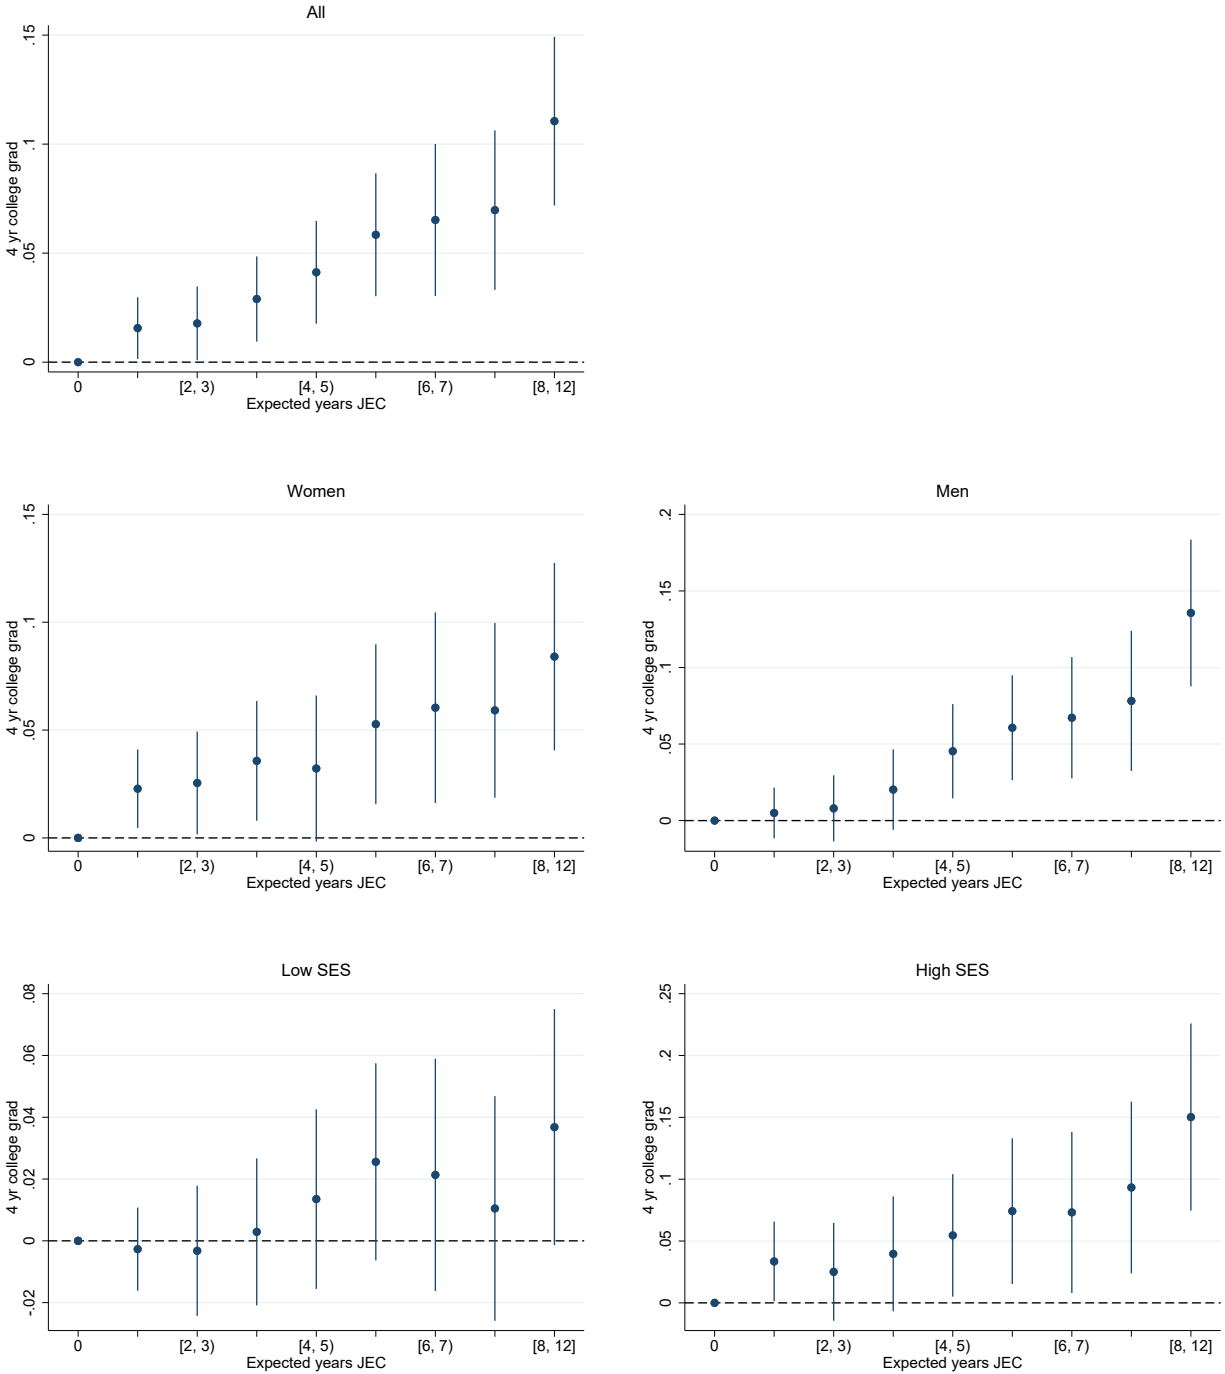 All
4 yr college grad
.15
.1
.05
0
0 [2, 3) [4, 5) [6, 7) [8, 12]
Expected years JEC
Women
4 yr college grad
.15
.1
.05
0
0 [2, 3) [4, 5) [6, 7) [8, 12]
Expected years JEC
Men
4 yr college grad
.2
.15
.1
.05
0
0 [2, 3) [4, 5) [6, 7) [8, 12]
Expected years JEC
Low SES
4 yr college grad
.08
.06
.04
.02
0
-.02
0 [2, 3) [4, 5) [6, 7) [8, 12]
Expected years JEC
High SES
4 yr college grad
.25
.2
.15
.1
.05
0
0 [2, 3) [4, 5) [6, 7) [8, 12]
Expected years JEC